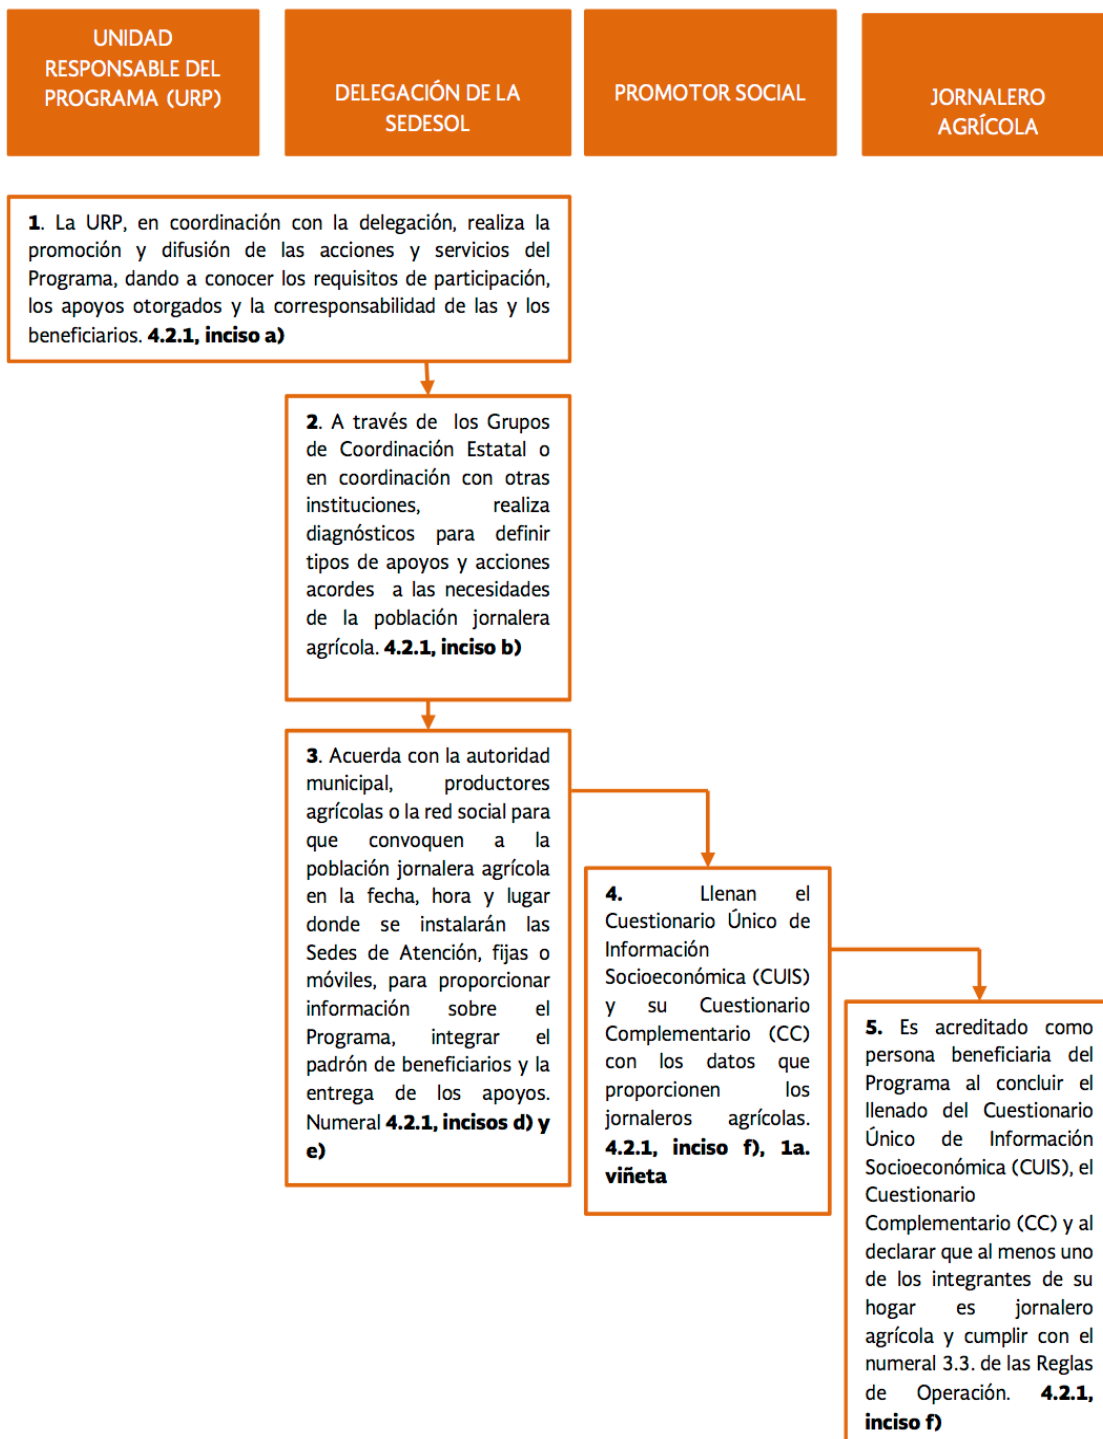 UNIDAD
RESPONSABLE DEL
PROGRAMA (URP)
DELEGACIÓN DE LA
SEDESOL
PROMOTOR SOCIAL
JORNALERO
AGRÍCOLA
1. La URP, en coordinación con la delegación, realiza la
promoción y difusión de las acciones y servicios del
Programa, dando a conocer los requisitos de participación,
los apoyos otorgados y la corresponsabilidad de las y los
beneficiarios. 4.2.1, inciso a)
2. A través de los Grupos
de Coordinación Estatal o
en coordinación con otras
instituciones, realiza
diagnósticos para definir
tipos de apoyos y acciones
acordes a las necesidades
de la población jornalera
agrícola. 4.2.1, inciso b)
3. Acuerda con la autoridad
municipal, productores
agrícolas o la red social para
que convoquen a la
población jornalera agrícola
en la fecha, hora y lugar
donde se instalarán las
Sedes de Atención, fijas o
móviles, para proporcionar
información sobre el
Programa, integrar el
padrón de beneficiarios y la
entrega de los apoyos.
Numeral 4.2.1, incisos d) y
e)
4. Llenan el
Cuestionario Único de
Información
Socioeconómica (CUIS)
y su Cuestionario
Complementario (CC)
con los datos que
proporcionen los
jornaleros agrícolas.
4.2.1, inciso f), 1a.
viñeta
5. Es acreditado como
persona beneficiaria del
Programa al concluir el
llenado del Cuestionario
Único de Información
Socioeconómica (CUIS), el
Cuestionario
Complementario (CC) y al
declarar que al menos uno
de los integrantes de su
hogar es jornalero
agrícola y cumplir con el
numeral 3.3. de las Reglas
de Operación. 4.2.1,
inciso f)